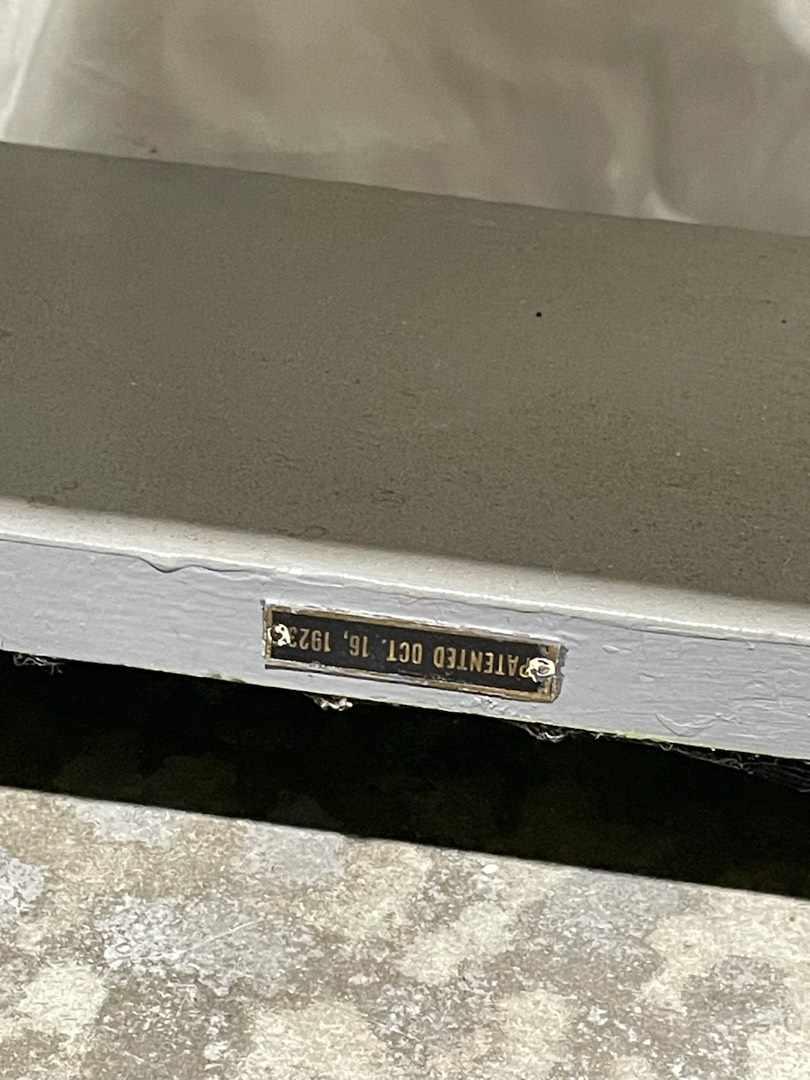 PATENTED OCT. 16, 1923